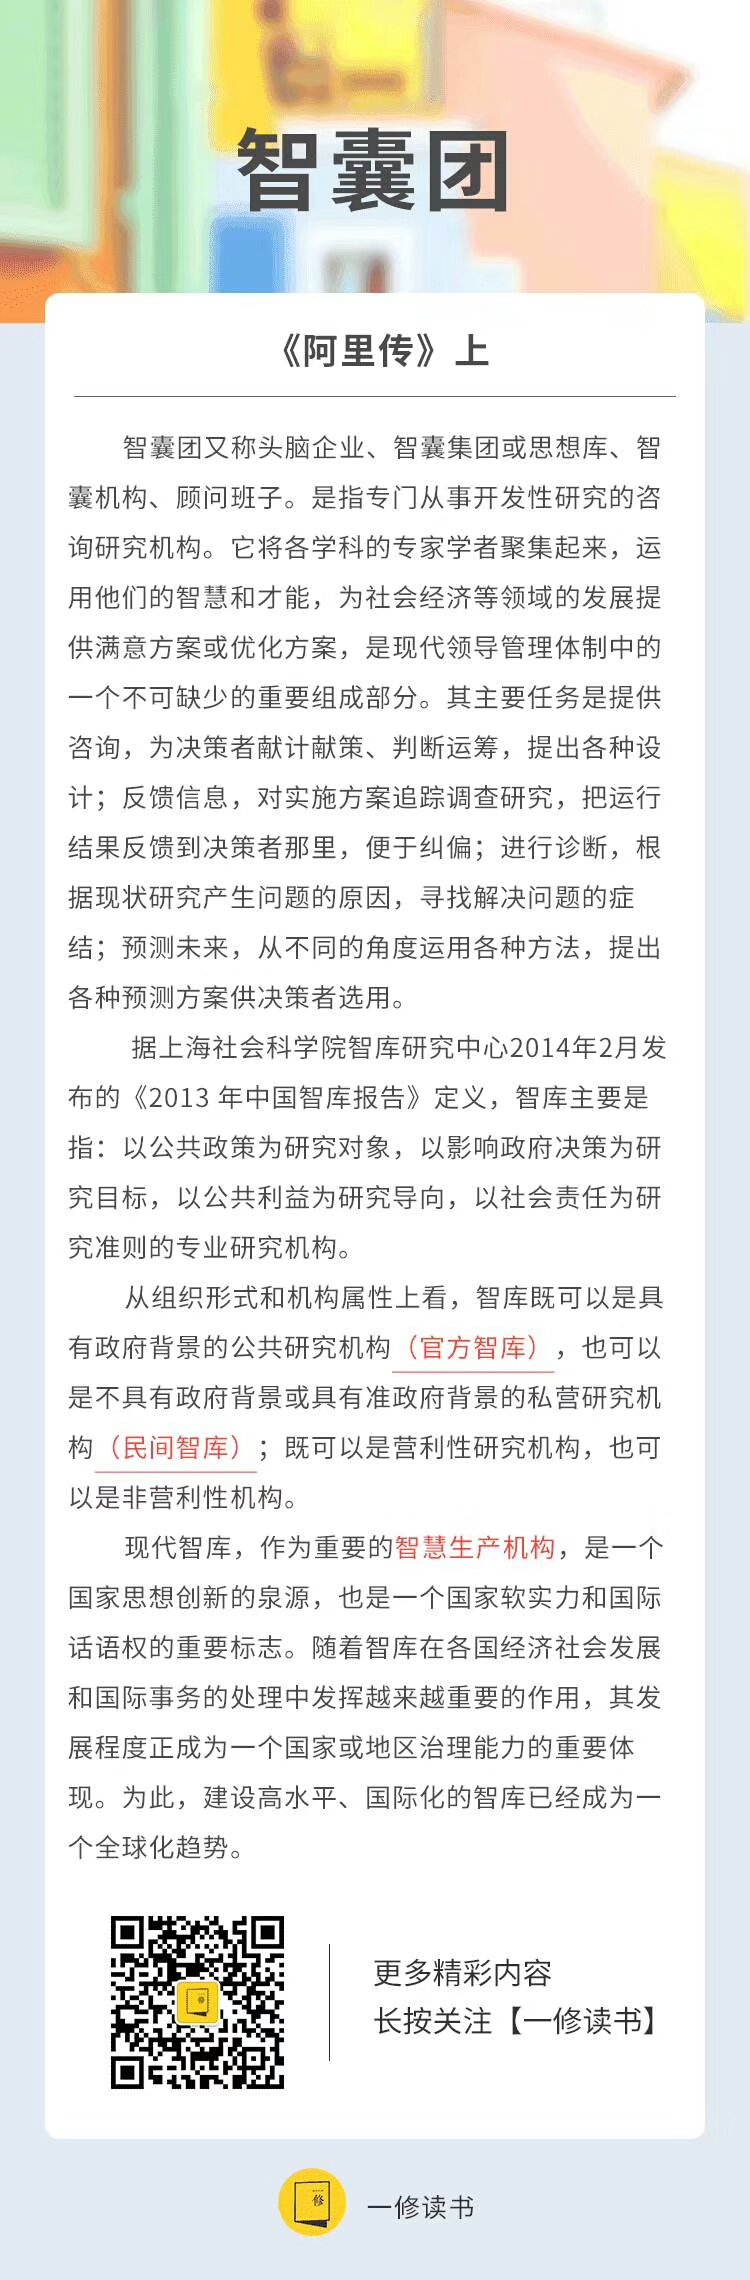 智囊团
《阿里传》上
智囊团又称头脑企业、智囊集团或思想库、智
囊机构、顾问班子。是指专门从事开发性研究的咨
询研究机构。它将各学科的专家学者聚集起来，运
用他们的智慧和才能，为社会经济等领域的发展提
供满意方案或优化方案，是现代领导管理体制中的
一个不可缺少的重要组成部分。其主要任务是提供
咨询，为决策者献计献策、判断运筹，提出各种设
计；反馈信息，对实施方案追踪调查研究，把运行
结果反馈到决策者那里，便于纠偏；进行诊断，根
据现状研究产生问题的原因，寻找解决问题的症
结；预测未来，从不同的角度运用各种方法，提出
各种预测方案供决策者选用。
据上海社会科学院智库研究中心2014年2月发
布的《2013 年中国智库报告》定义，智库主要是
指：以公共政策为研究对象，以影响政府决策为研
究目标，以公共利益为研究导向，以社会责任为研
究准则的专业研究机构。
从组织形式和机构属性上看，智库既可以是具
有政府背景的公共研究机构（官方智库），也可以
是不具有政府背景或具有准政府背景的私营研究机
构（民间智库）；既可以是营利性研究机构，也可
以是非营利性机构。
现代智库，作为重要的智慧生产机构，是一个
国家思想创新的泉源，也是一个国家软实力和国际
话语权的重要标志。随着智库在各国经济社会发展
和国际事务的处理中发挥越来越重要的作用，其发
展程度正成为一个国家或地区治理能力的重要体
现。为此，建设高水平、国际化的智库已经成为一
个全球化趋势。
更多精彩内容
长按关注【一修读书】
修
一修读书